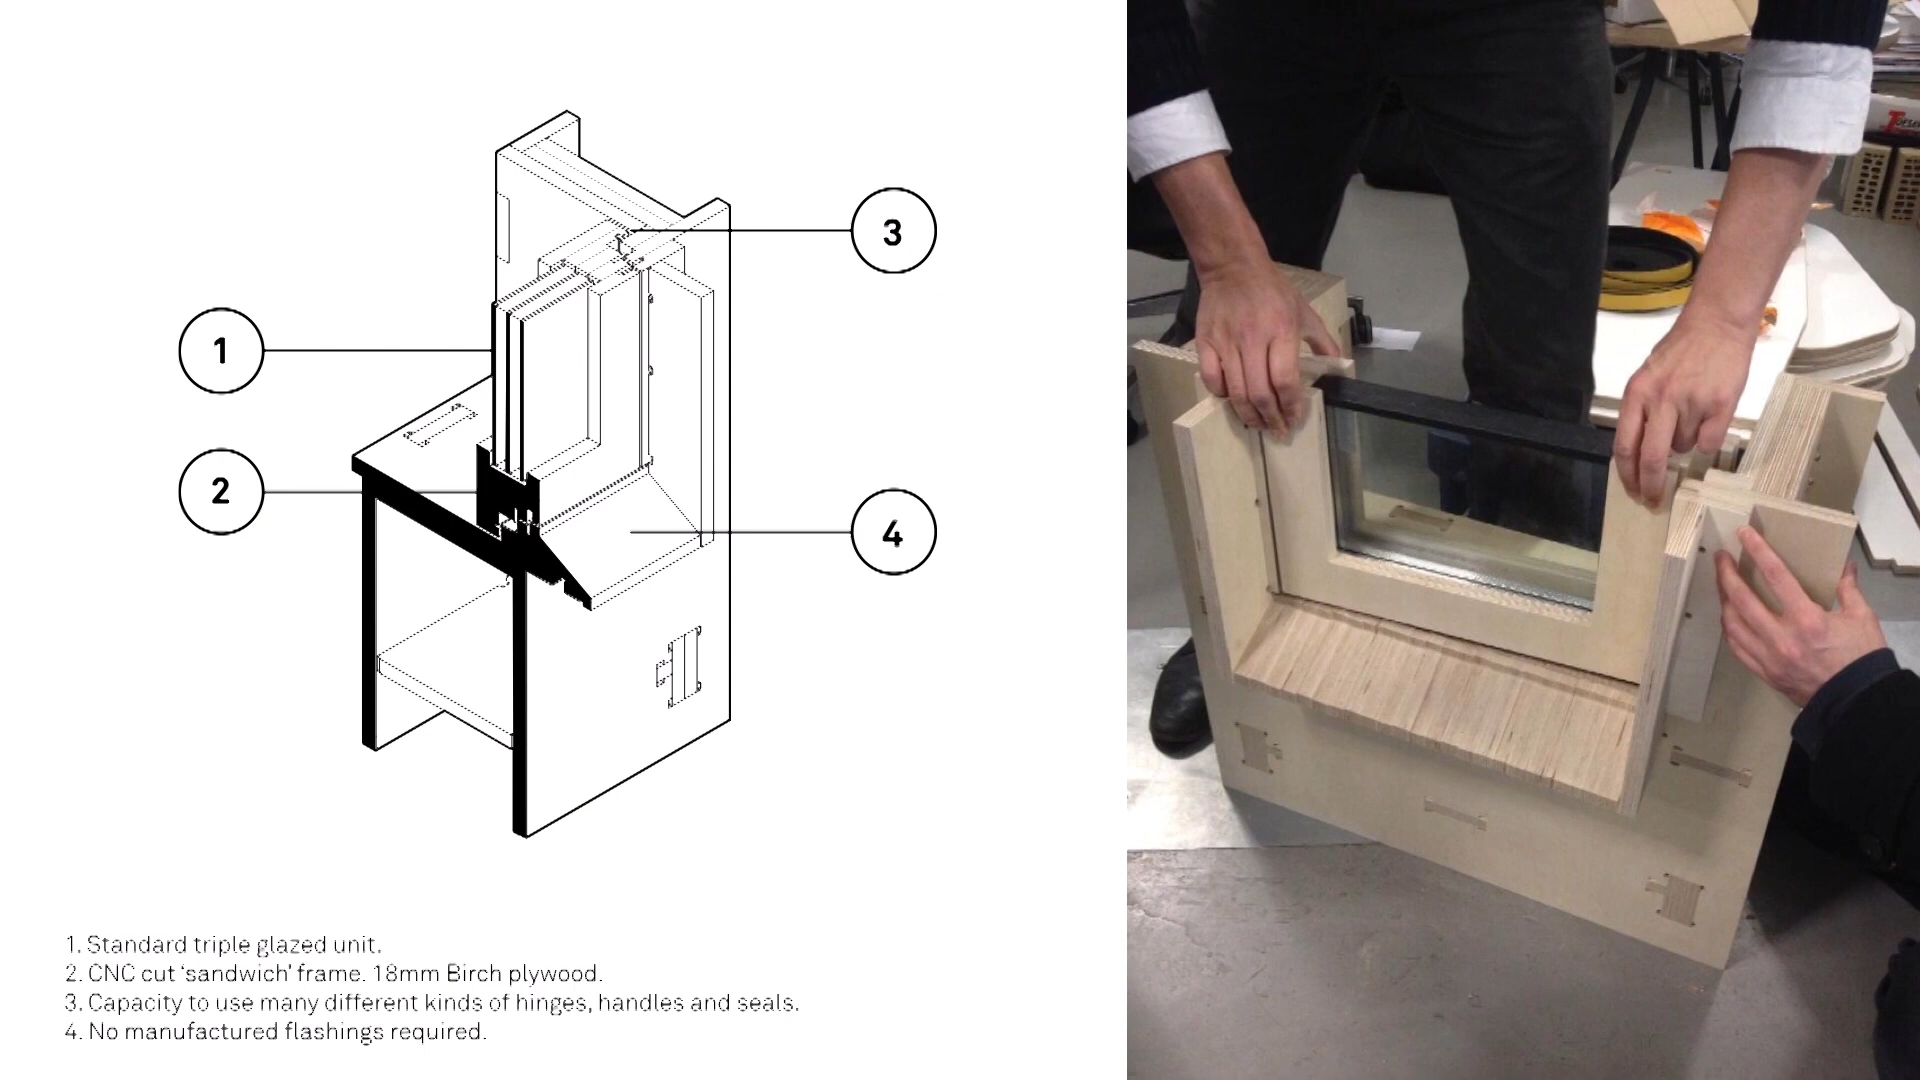 3
1
2
4
1. Standard triple glazed unit.
2. CNC cut ‘sandwich’ frame. 18mm Birch plywood.
3. Capacity to use many different kinds of hinges, handles and seals.
4. No manufactured flashings required.